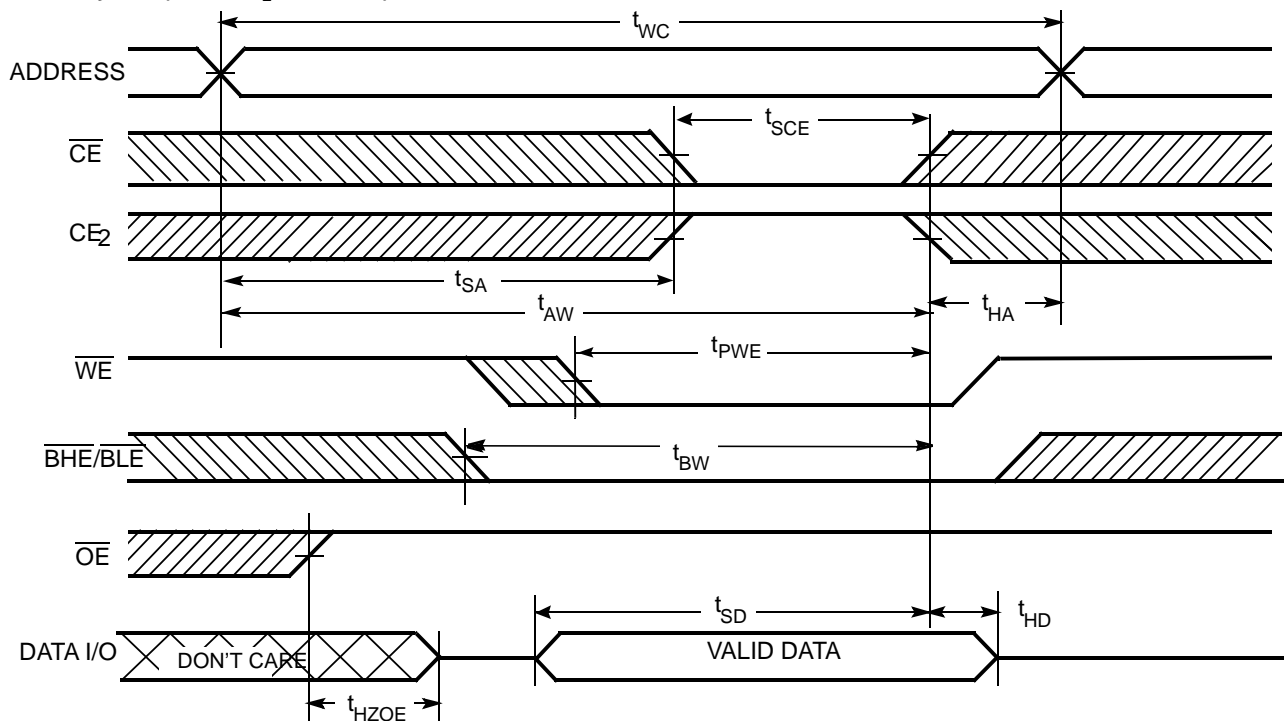 tWC
ADDRESS
tSCE
CE
CE2
tSA
tAW
tHA
tPWE
WE
BHE/BLE
tBW
OE
tSD
tHD
DATA I/O
DON'T CARE
VALID DATA
tHZOE